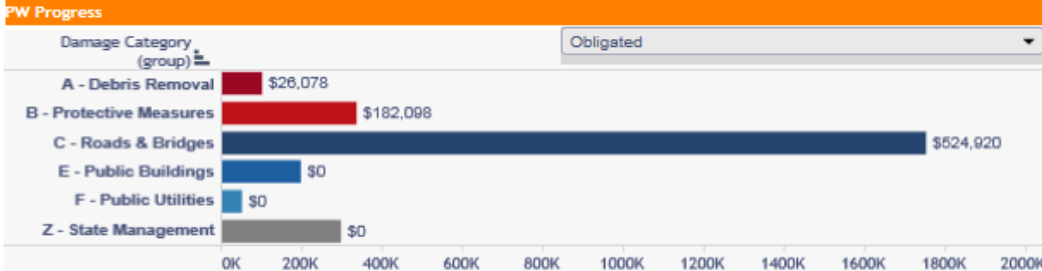 PW Progress
Damage Category
(group)
Obligated
A - Debris Removal $26,078
B - Protective Measures $182,098
C - Roads & Bridges $524,920
E - Public Buildings $0
F - Public Utilities $0
Z - State Management $0
0K 200K 400K 600K 800K 1000K 1200K 1400K 1600K 1800K 2000K